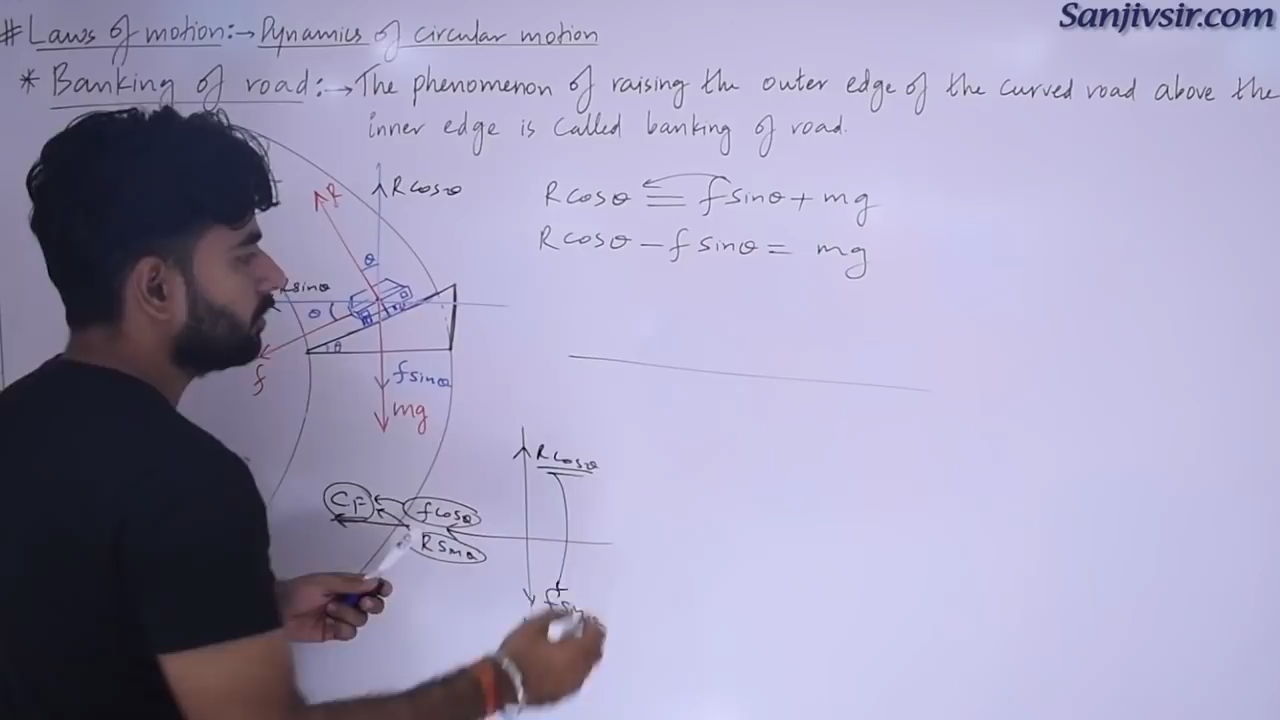 Sanjivsir.com
# Laws of motion:→ Dynamics of circular motion
* Banking of road:→ The phenomenon of raising the outer edge of the curved road above the
inner edge is called banking of road.
R
Rcosθ
θ
Rsinθ
θ
θ
f
fsinθ
mg
Rcosθ = fsinθ + mg
Rcosθ - fsinθ = mg
Rcosθ
CF
fcosθ
Rsinθ